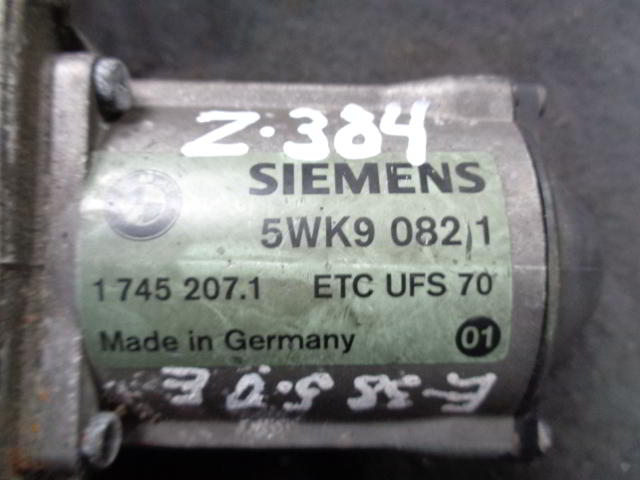 Z-384
SIEMENS
5WK9 082 1
1 745 207.1 ETC UFS 70
Made in Germany 01